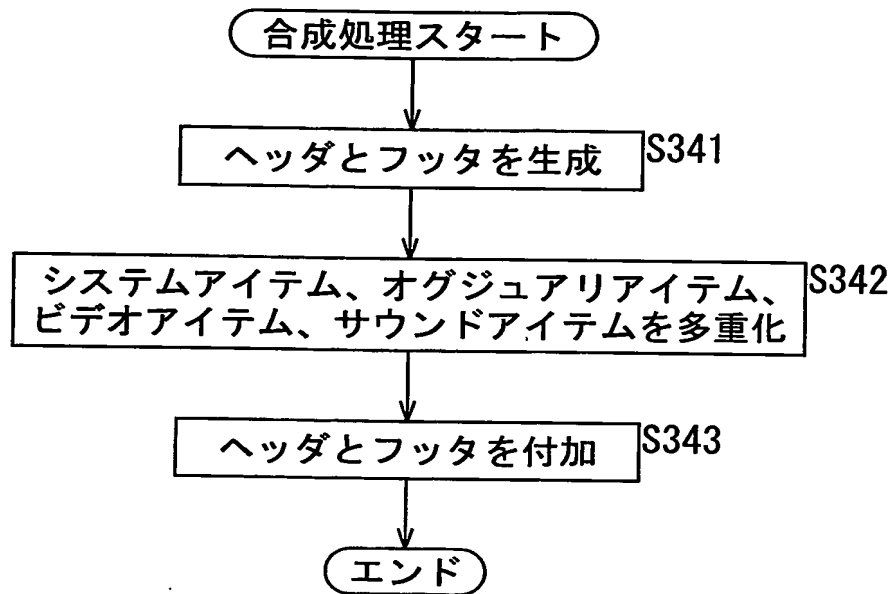 合成処理スタート
ヘッダとフッタを生成
S341
システムアイテム、オグジュアリアイテム、
ビデオアイテム、サウンドアイテムを多重化
S342
ヘッダとフッタを付加
S343
エンド